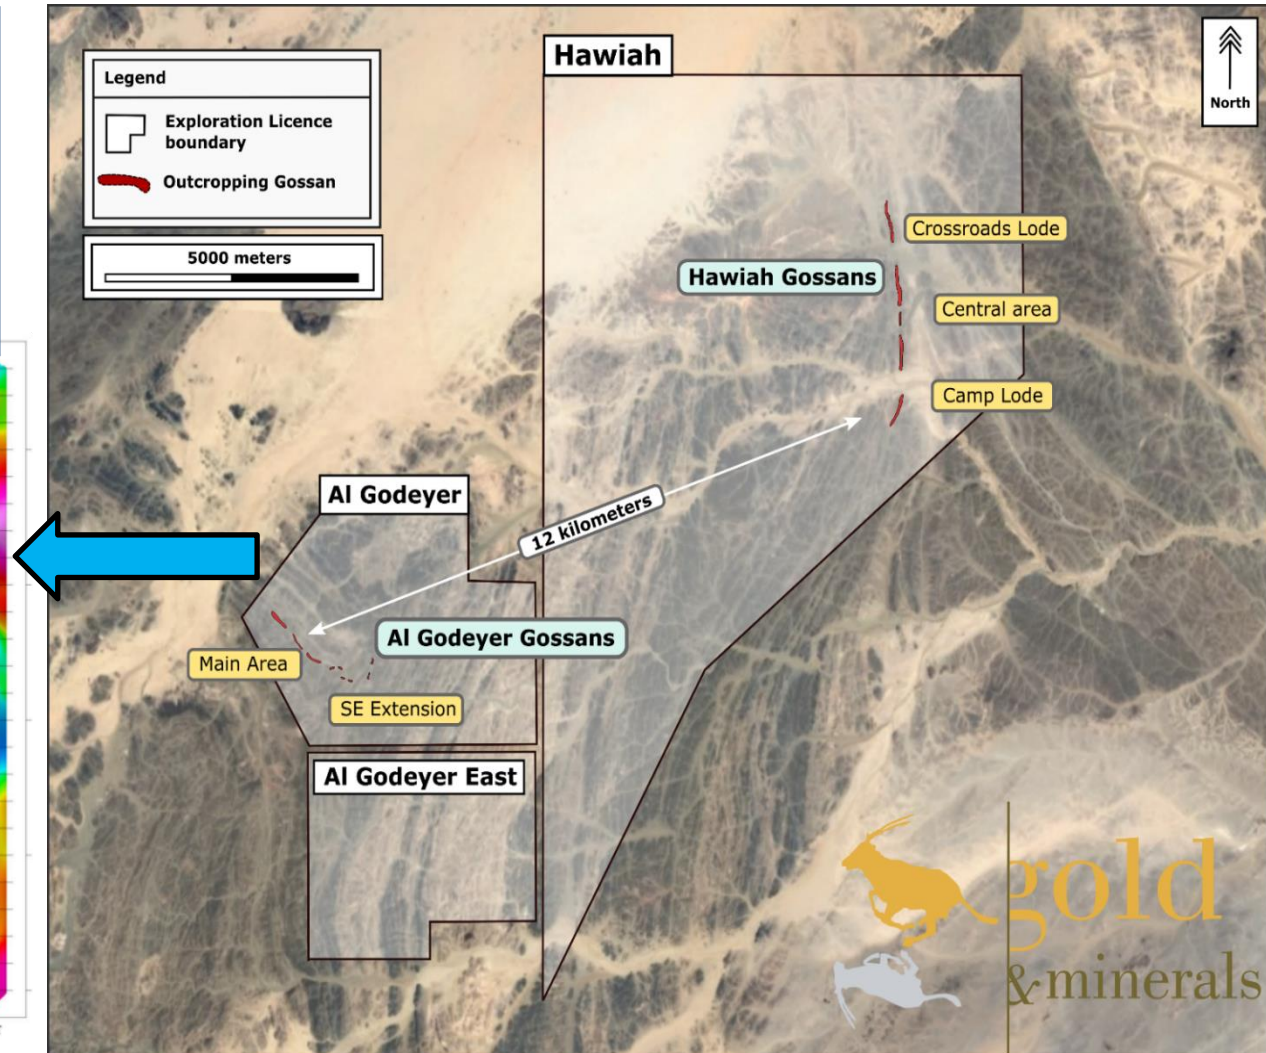 Hawiah
Legend
Exploration Licence
boundary
Outcropping Gossan
North
5000 meters
Crossroads Lode
Hawiah Gossans
Central area
Camp Lode
Al Godeyer
12 kilometers
Al Godeyer Gossans
Main Area
SE Extension
Al Godeyer East
gold
&minerals